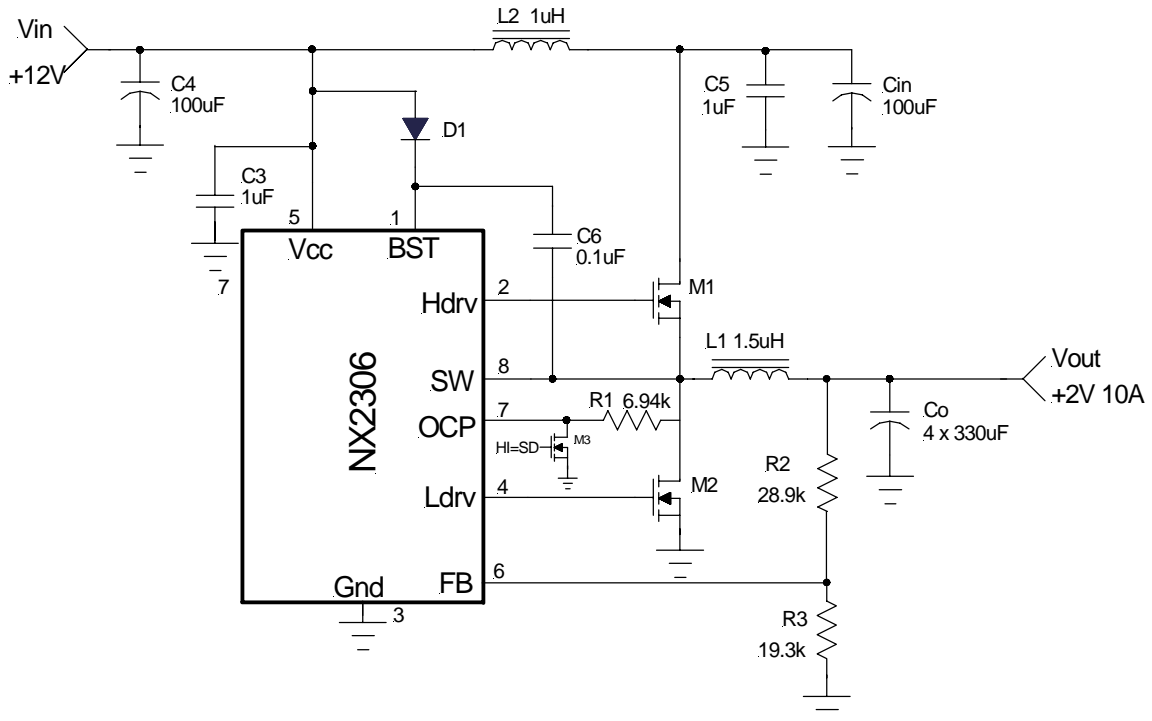 L2 1uH
Vin
+12V
C4
100uF
C5
1uF
Cin
100uF
D1
C3
1uF
5
1
C6
0.1uF
Vcc
BST
7
2
M1
Hdrv
L1 1.5uH
Vout
+2V 10A
8
SW
NX2306
7
R1 6.94k
OCP
HI=SD
M3
Co
4 x 330uF
R2
28.9k
4
M2
Ldrv
6
FB
Gnd
3
R3
19.3k